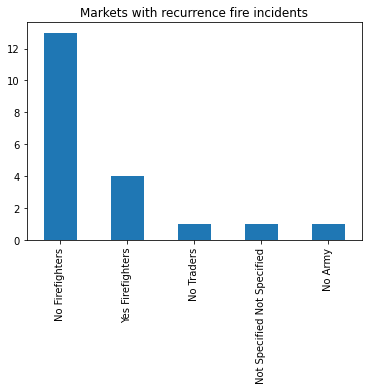 Markets with recurrence fire incidents
12
10
8
6
4
2
0
No Firefighters
Yes Firefighters
No Traders
Not Specified Not Specified
No Army